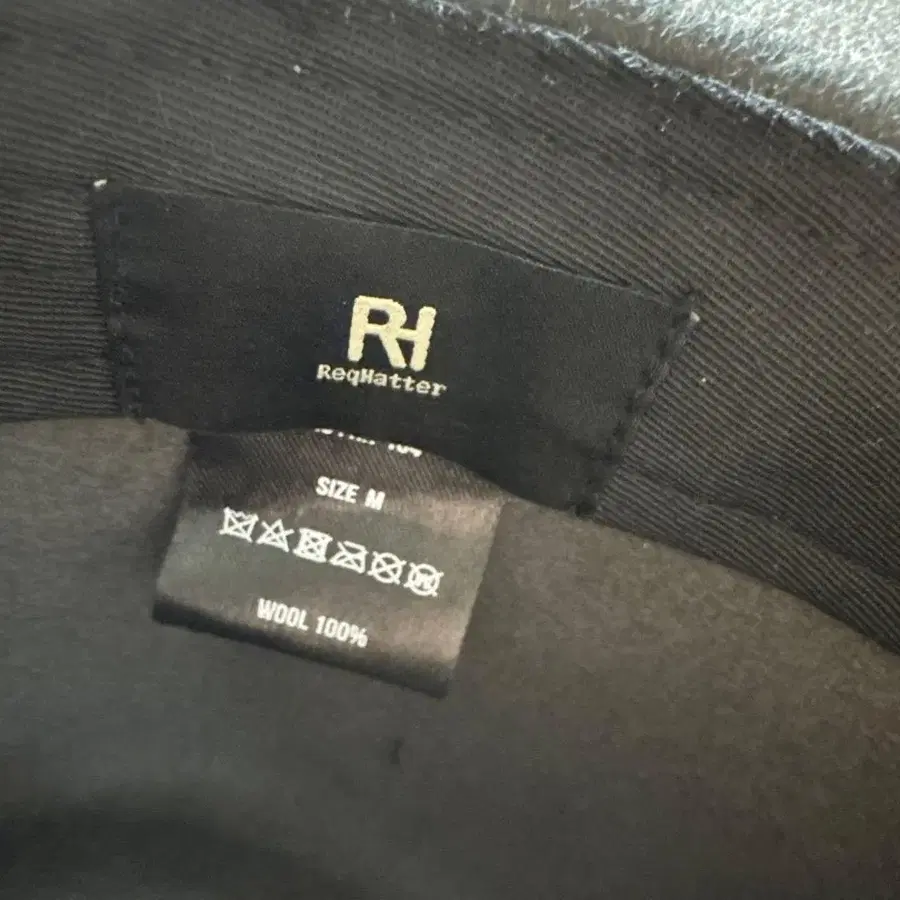 RH
ReqHatter
SIZE M
WOOL 100%